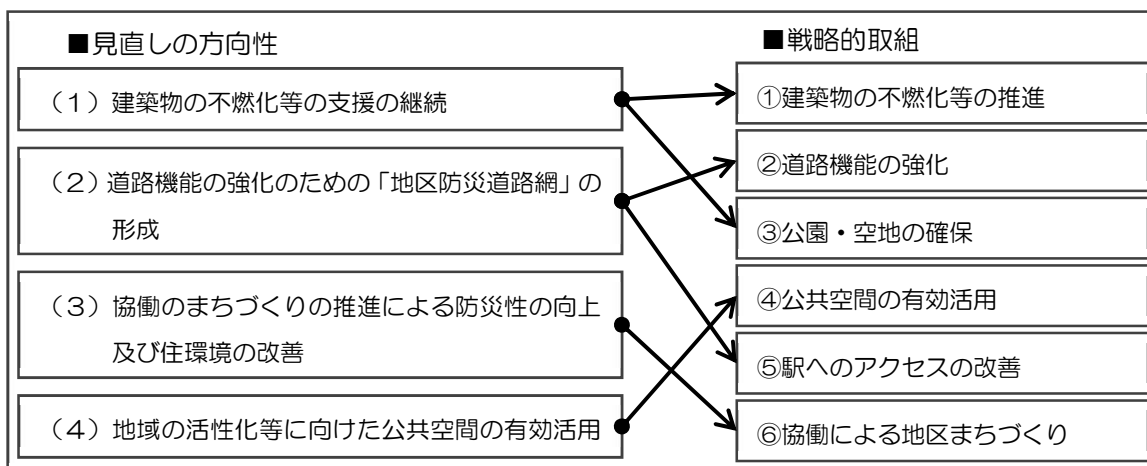 ■見直しの方向性
（１）建築物の不燃化等の支援の継続
（２）道路機能の強化のための「地区防災道路網」の
形成
（３）協働のまちづくりの推進による防災性の向上
及び住環境の改善
（４）地域の活性化等に向けた公共空間の有効活用
■戦略的取組
①建築物の不燃化等の推進
②道路機能の強化
③公園・空地の確保
④公共空間の有効活用
⑤駅へのアクセスの改善
⑥協働による地区まちづくり